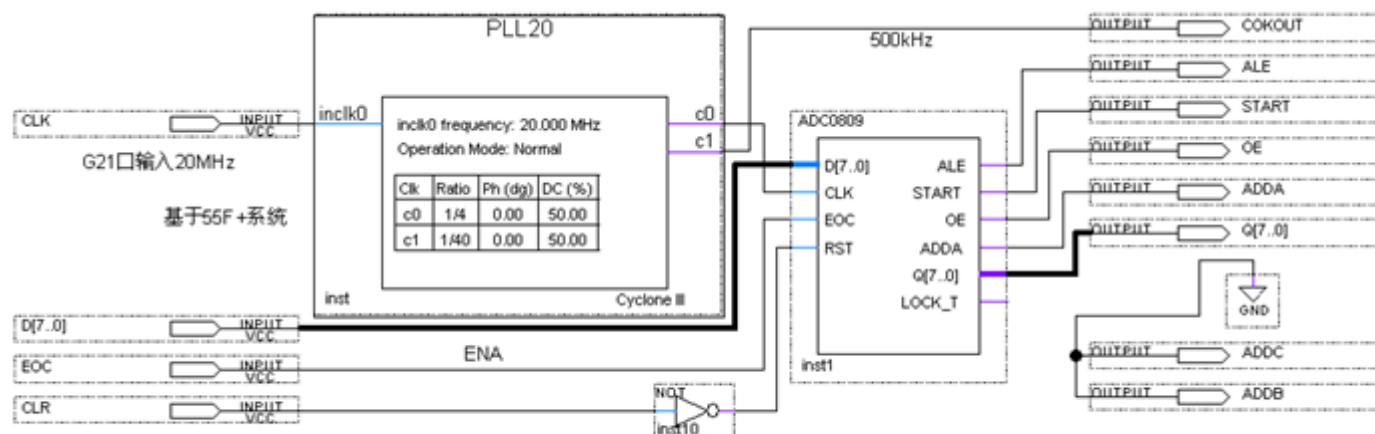 PLL20
500kHz
OUTPUT COKOUT
OUTPUT ALE
OUTPUT START
OUTPUT OE
OUTPUT ADDA
OUTPUT Q[7..0]
GND
OUTPUT ADDC
OUTPUT ADDB
CLK INPUT VCC
G21口输入20MHz
基于55F+系统
inclk0
inclk0 frequency: 20.000 MHz
Operation Mode: Normal
Clk Ratio Ph (dg) DC (%)
c0 1/4 0.00 50.00
c1 1/40 0.00 50.00
c0
c1
inst
Cyclone III
ADC0809
D[7..0] ALE
CLK START
EOC OE
RST ADDA
Q[7..0]
LOCK_T
inst1
D[7..0] INPUT VCC
ENA
EOC INPUT VCC
CLR INPUT VCC
NOT
inst10